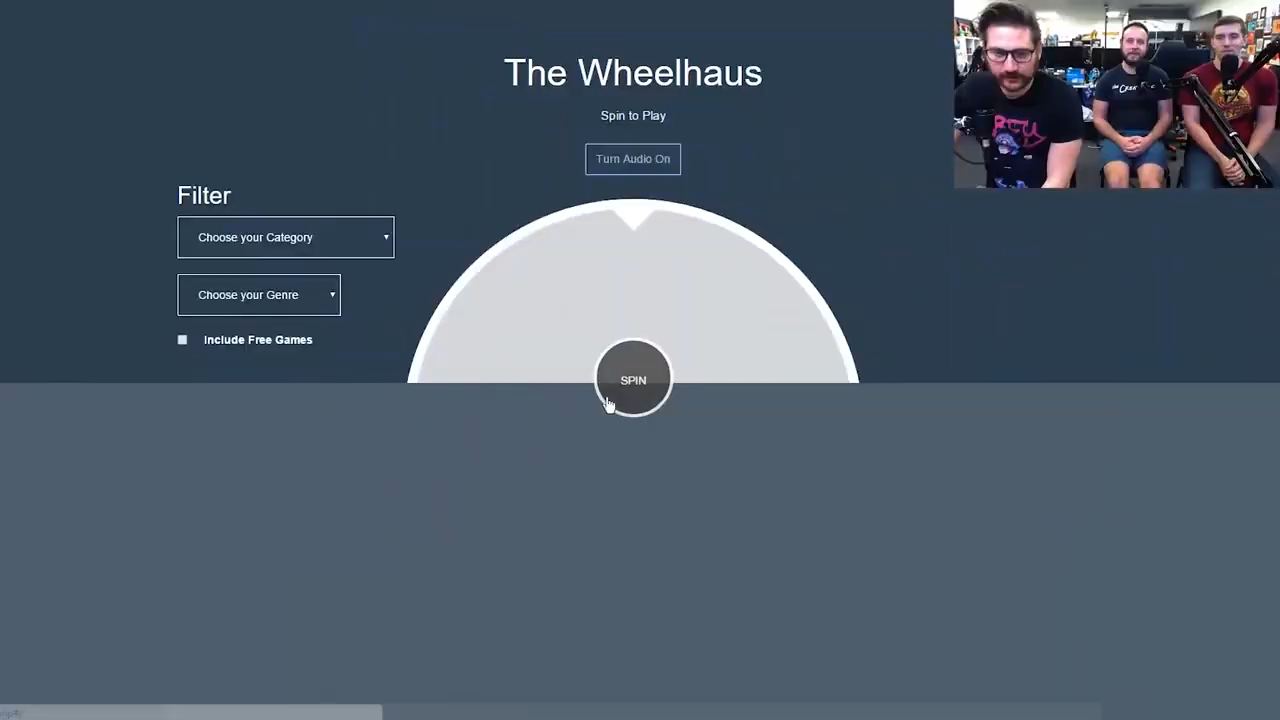 The Wheelhaus
Spin to Play
Turn Audio On
Filter
Choose your Category
Choose your Genre
Include Free Games
SPIN